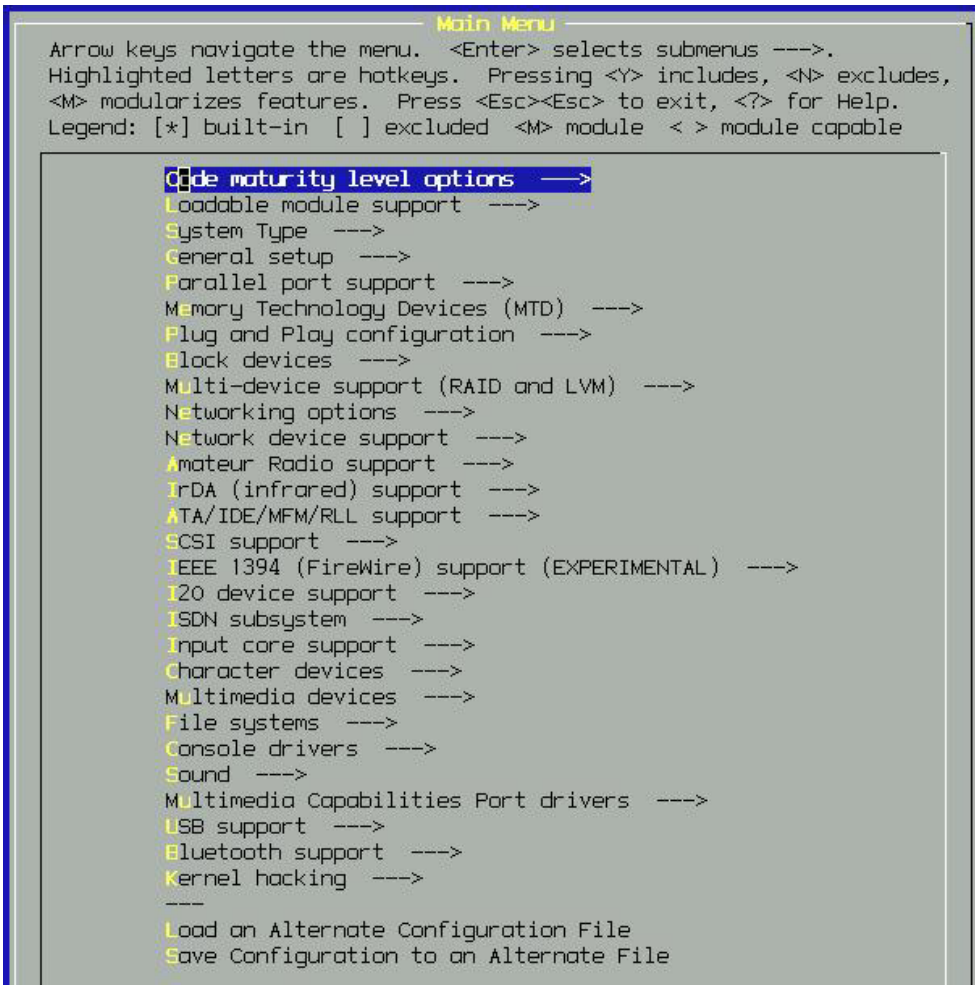 Main Menu
Arrow keys navigate the menu. <Enter> selects submenus --->.
Highlighted letters are hotkeys. Pressing <Y> includes, <N> excludes,
<M> modularizes features. Press <Esc><Esc> to exit, <?> for Help.
Legend: [*] built-in [ ] excluded <M> module < > module capable
Code maturity level options --->
Loadable module support --->
System Type --->
General setup --->
Parallel port support --->
Memory Technology Devices (MTD) --->
Plug and Play configuration --->
Block devices --->
Multi-device support (RAID and LVM) --->
Networking options --->
Network device support --->
Amateur Radio support --->
IrDA (infrared) support --->
ATA/IDE/MFM/RLL support --->
SCSI support --->
IEEE 1394 (FireWire) support (EXPERIMENTAL) --->
I2O device support --->
ISDN subsystem --->
Input core support --->
Character devices --->
Multimedia devices --->
File systems --->
Console drivers --->
Sound --->
Multimedia Capabilities Port drivers --->
USB support --->
Bluetooth support --->
Kernel hacking --->
---
Load an Alternate Configuration File
Save Configuration to an Alternate File